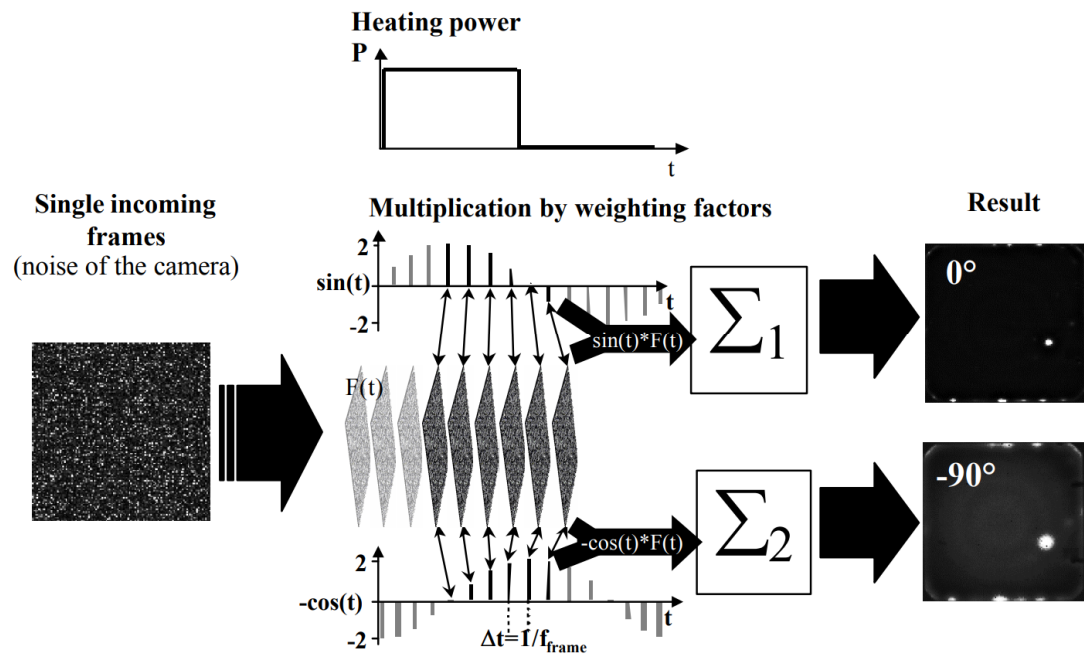 Heating power
P
t
Single incoming
frames
(noise of the camera)
Multiplication by weighting factors
Result
2
sin(t)
-2
t
sin(t)*F(t)
Σ1
0°
F(t)
-cos(t)*F(t)
Σ2
-90°
2
-cos(t)
-2
t
Δt=1/fframe